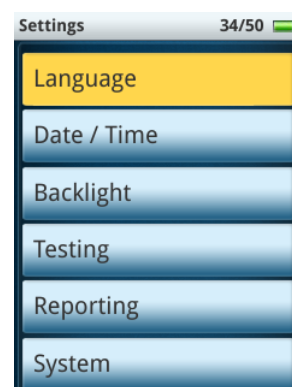 Settings 34/50
Language
Date / Time
Backlight
Testing
Reporting
System